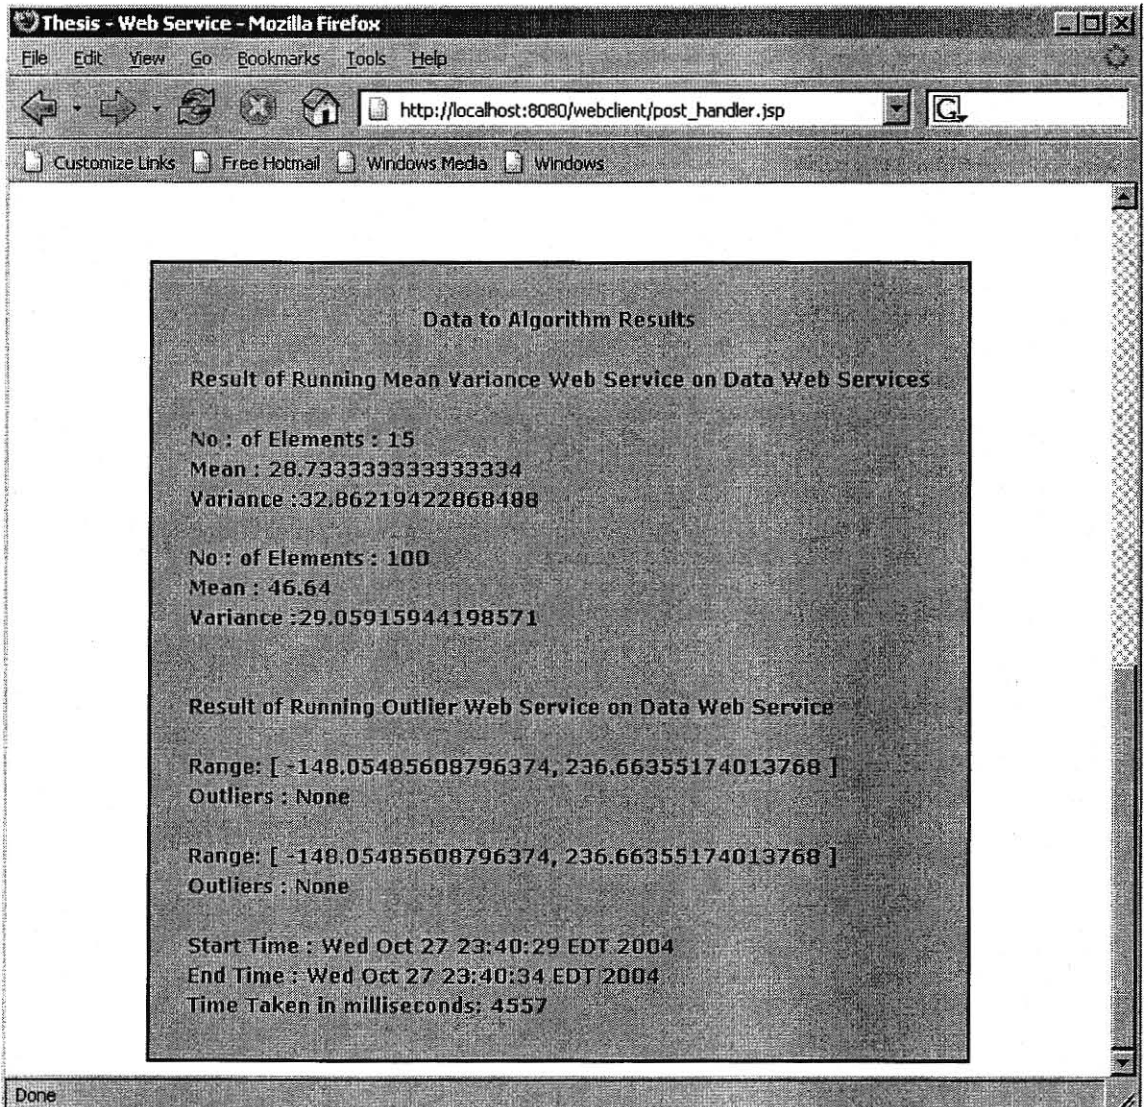 Thesis - Web Service - Mozilla Firefox
File Edit View Go Bookmarks Tools Help
http://localhost:8080/webclient/post_handler.jsp G
Customize Links Free Hotmail Windows Media Windows
Data to Algorithm Results
Result of Running Mean Variance Web Service on Data Web Services
No : of Elements : 15
Mean : 28.733333333333334
Variance :32.86219422868488
No : of Elements : 100
Mean : 46.64
Variance :29.05915944198571
Result of Running Outlier Web Service on Data Web Service
Range: [ -148.05485608796374, 236.66355174013768 ]
Outliers : None
Range: [ -148.05485608796374, 236.66355174013768 ]
Outliers : None
Start Time : Wed Oct 27 23:40:29 EDT 2004
End Time : Wed Oct 27 23:40:34 EDT 2004
Time Taken in milliseconds: 4557
Done